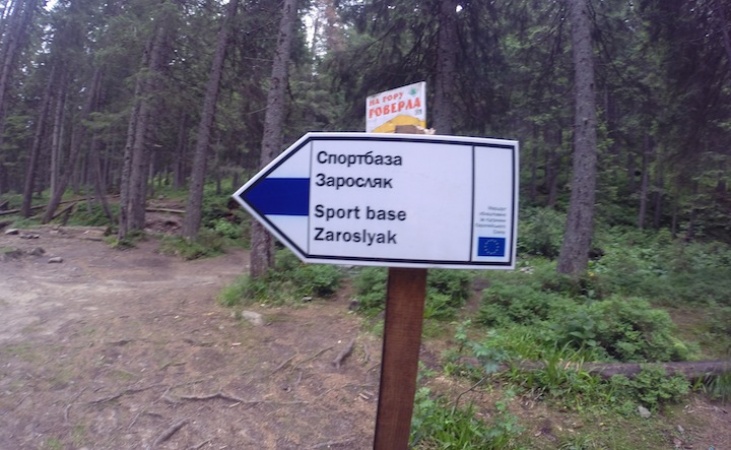 НА ГОРУ
ГОВЕРЛА
Спортбаза
Заросляк
Sport base
Zaroslyak